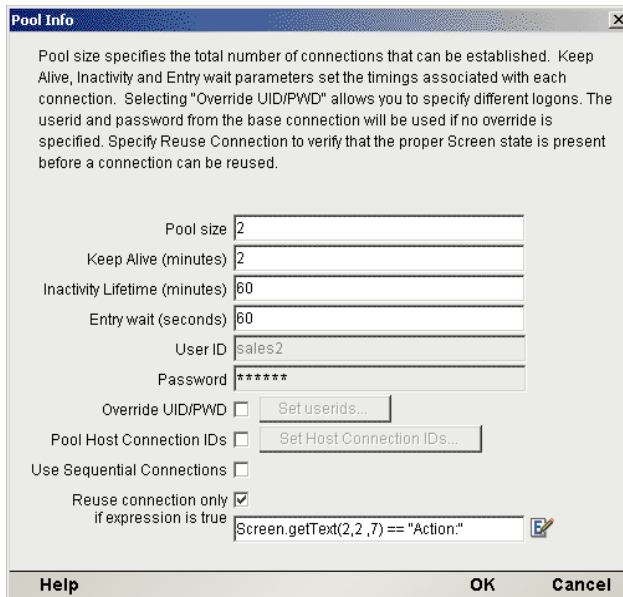 Pool Info
Pool size specifies the total number of connections that can be established. Keep
Alive, Inactivity and Entry wait parameters set the timings associated with each
connection. Selecting "Override UID/PWD" allows you to specify different logons. The
userid and password from the base connection will be used if no override is
specified. Specify Reuse Connection to verify that the proper Screen state is present
before a connection can be reused.
Pool size 2
Keep Alive (minutes) 2
Inactivity Lifetime (minutes) 60
Entry wait (seconds) 60
User ID sales2
Password ******
Override UID/PWD Set userids...
Pool Host Connection IDs Set Host Connection IDs...
Use Sequential Connections
Reuse connection only
if expression is true
Screen.getText(2,2 ,7) == "Action:"
Help OK Cancel